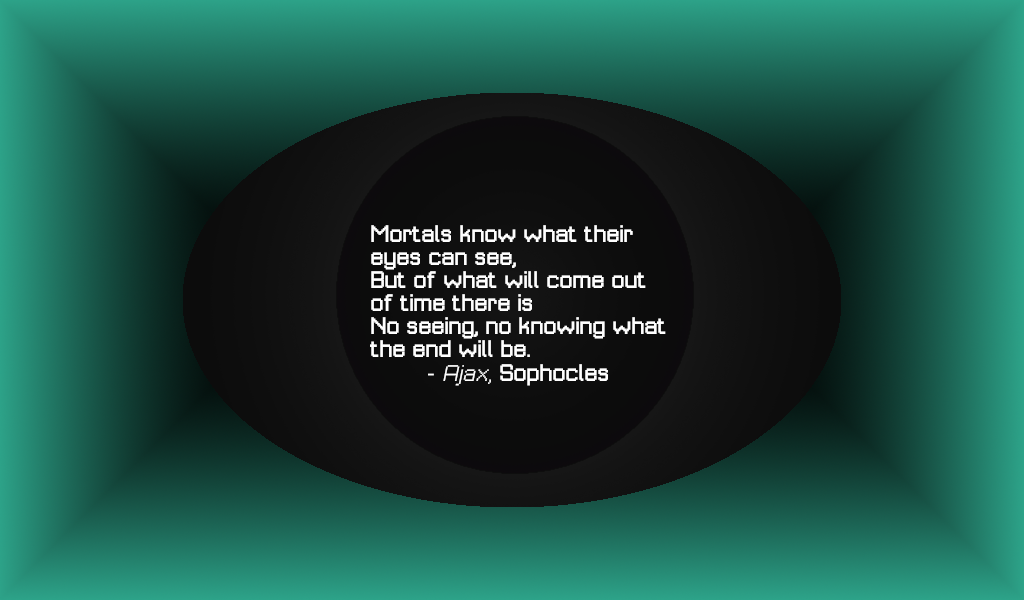 Mortals know what their
eyes can see,
But of what will come out
of time there is
No seeing, no knowing what
the end will be.
- Ajax, Sophocles